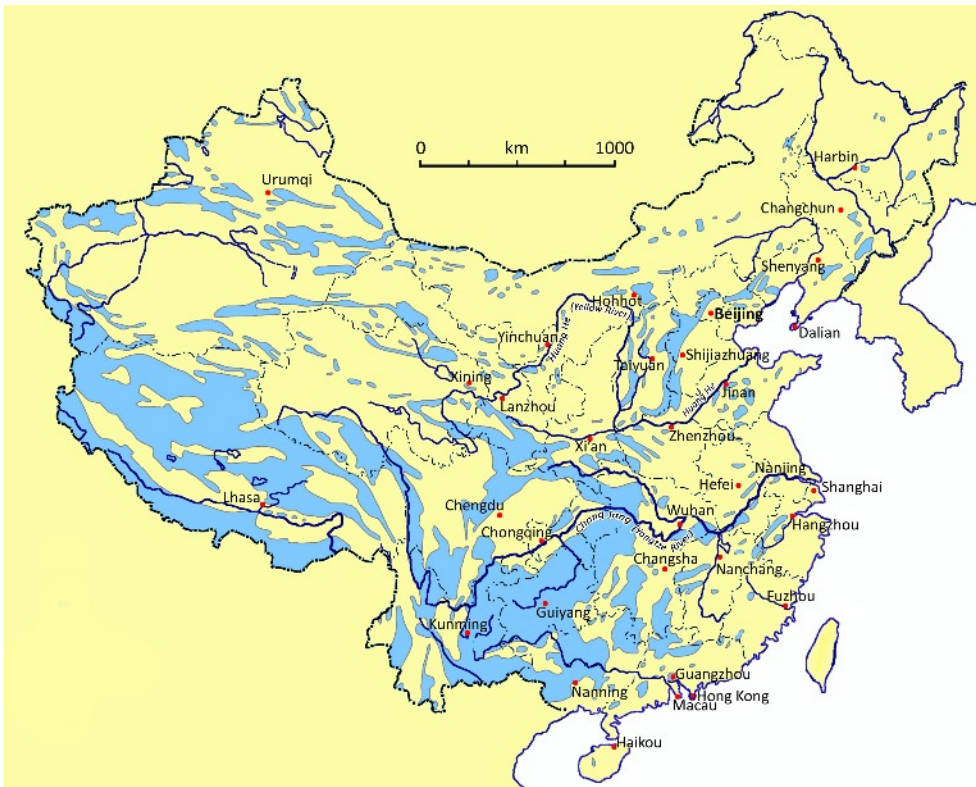 0 km 1000
Harbin
Urumqi
Changchun
Shenyang
Hohhot
(Yellow River)
Huang He
Beijing
Dalian
Yinchuan
Taiyuan
Shijiazhuang
Xining
Lanzhou
Huang He
Jinan
Xi'an
Zhenzhou
Nanjing
Hefei
Shanghai
Lhasa
Chengdu
Wuhan
Hangzhou
Chongqing
Chang Jiang (Yangtze River)
Changsha
Nanchang
Guiyang
Fuzhou
Kunming
Guangzhou
Nanning
Hong Kong
Macau
Haikou